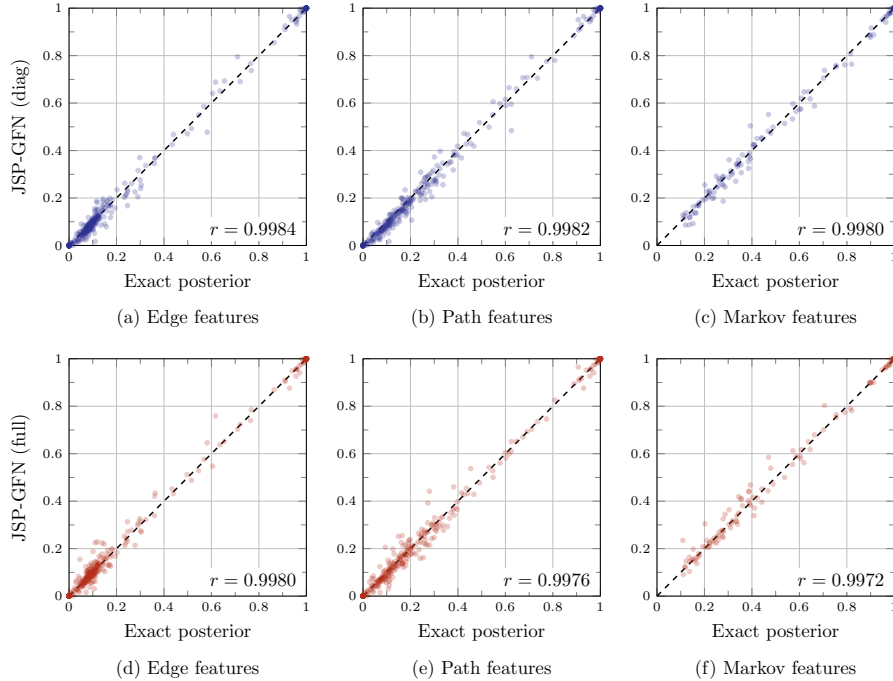 JSP-GFN (diag)
1
0.8
0.6
0.4
0.2
0
r = 0.9984
0 0.2 0.4 0.6 0.8 1
Exact posterior
(a) Edge features
1
0.8
0.6
0.4
0.2
0
r = 0.9982
0 0.2 0.4 0.6 0.8 1
Exact posterior
(b) Path features
1
0.8
0.6
0.4
0.2
0
r = 0.9980
0 0.2 0.4 0.6 0.8 1
Exact posterior
(c) Markov features
JSP-GFN (full)
1
0.8
0.6
0.4
0.2
0
r = 0.9980
0 0.2 0.4 0.6 0.8 1
Exact posterior
(d) Edge features
1
0.8
0.6
0.4
0.2
0
r = 0.9976
0 0.2 0.4 0.6 0.8 1
Exact posterior
(e) Path features
1
0.8
0.6
0.4
0.2
0
r = 0.9972
0 0.2 0.4 0.6 0.8 1
Exact posterior
(f) Markov features